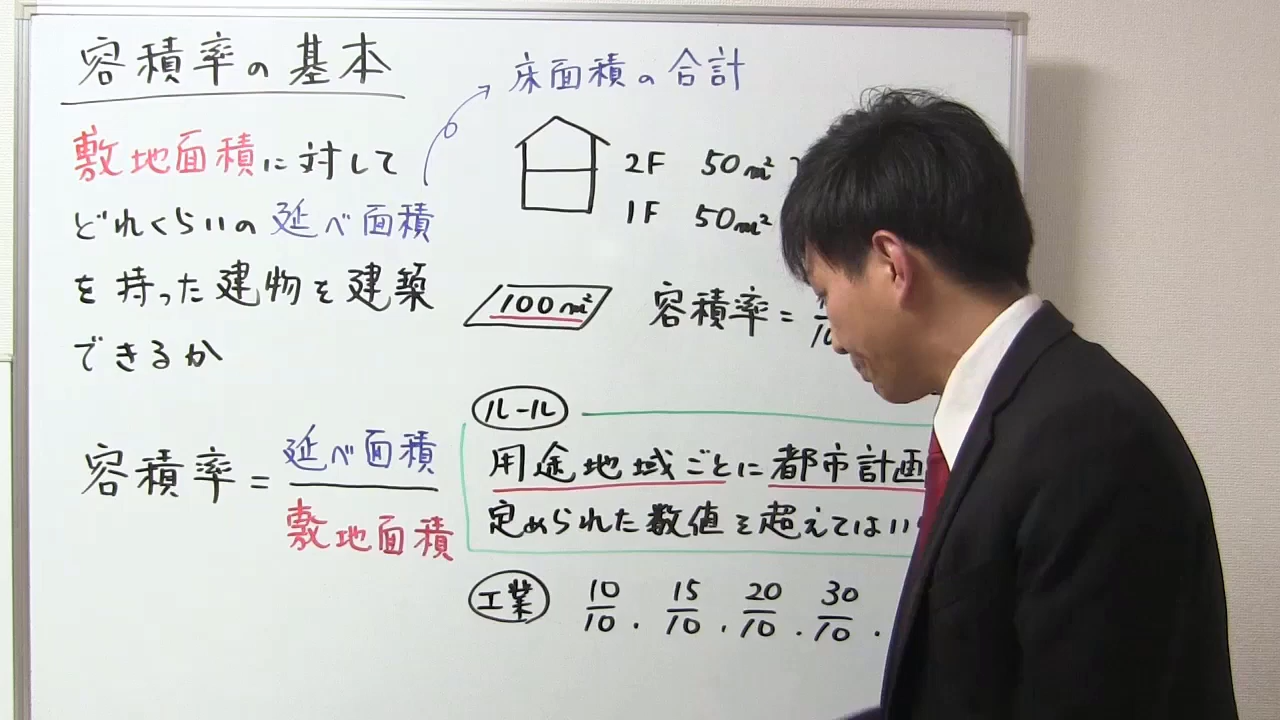 容積率の基本
敷地面積に対して
どれくらいの延べ面積
を持った建物を建築
できるか
容積率 = 延べ面積
敷地面積
床面積の合計
2F 50m²
1F 50m²
100m²
容積率 =
ルール
用途地域ごとに都市計画
定められた数値を超えてはい
工業 10/10 . 15/10 . 20/10 . 30/10 .